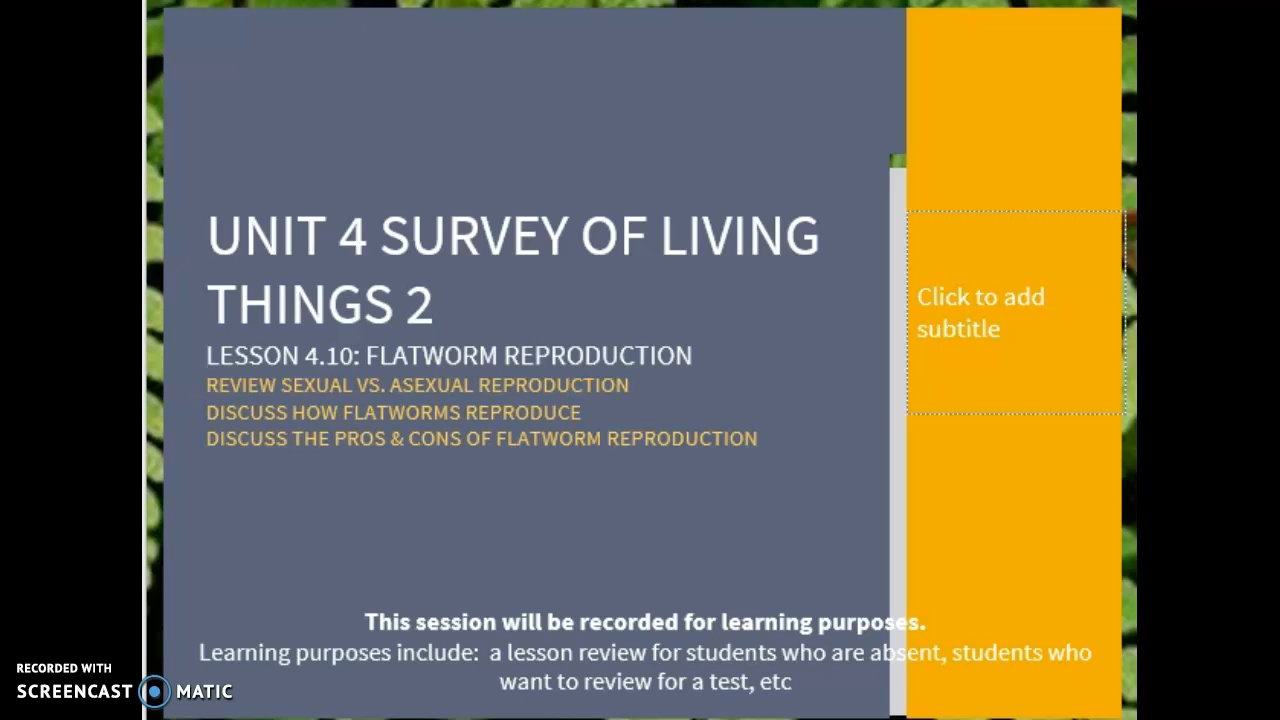 UNIT 4 SURVEY OF LIVING
THINGS 2
LESSON 4.10: FLATWORM REPRODUCTION
REVIEW SEXUAL VS. ASEXUAL REPRODUCTION
DISCUSS HOW FLATWORMS REPRODUCE
DISCUSS THE PROS & CONS OF FLATWORM REPRODUCTION
Click to add
subtitle
This session will be recorded for learning purposes.
Learning purposes include:  a lesson review for students who are absent, students who
want to review for a test, etc
RECORDED WITH
SCREENCAST MATIC